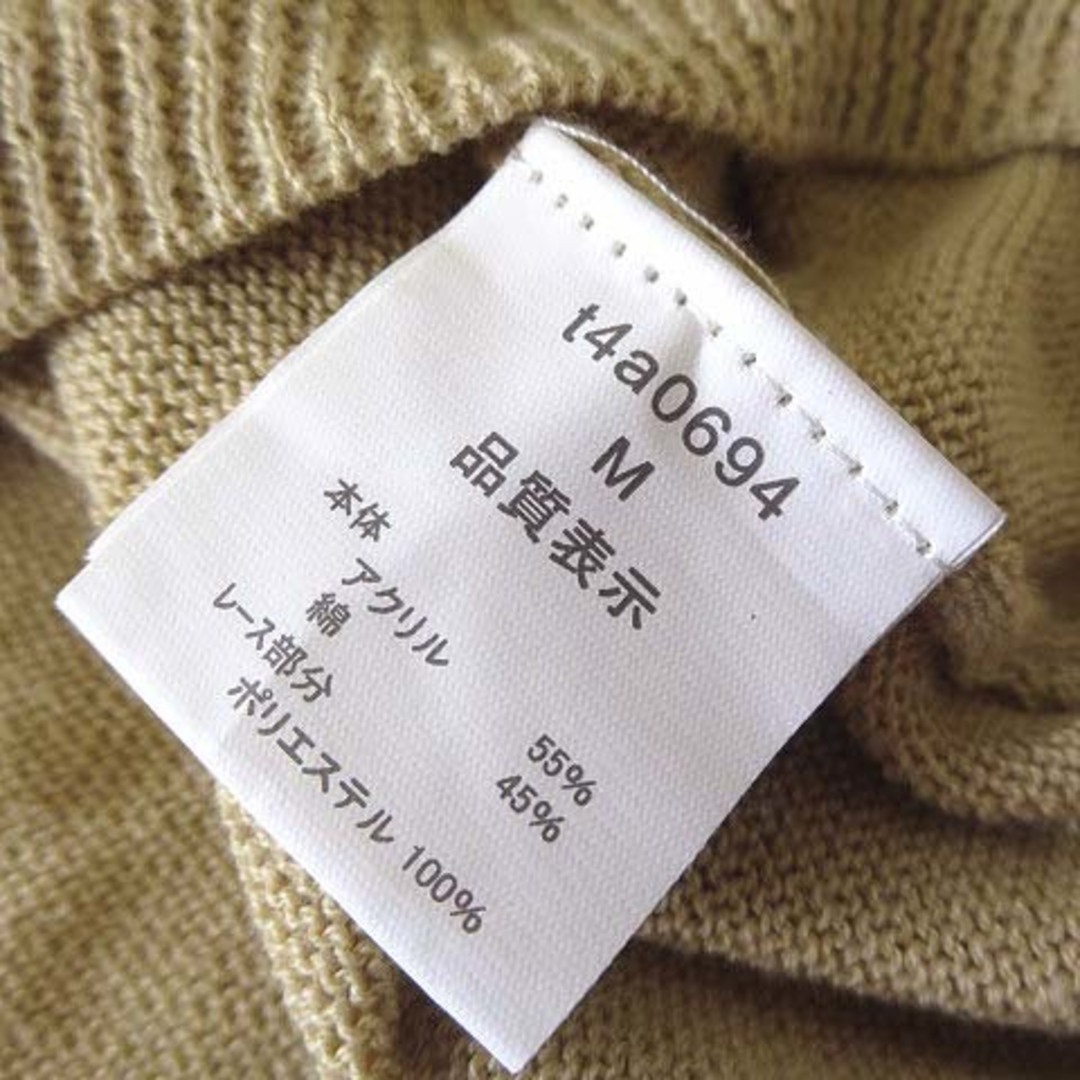 t4a0694
M
品質表示
本体
アクリル 55%
綿 45%
レース部分
ポリエステル 100%